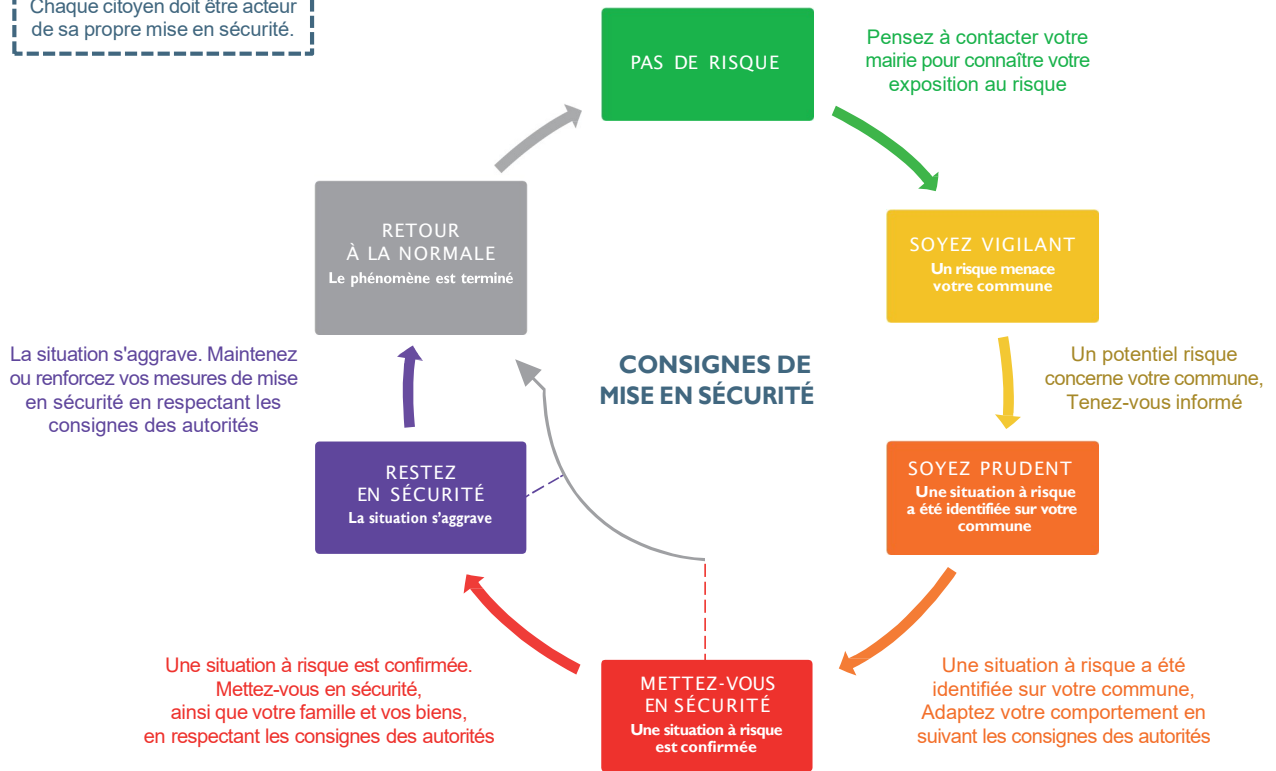 Chaque citoyen doit être acteur
de sa propre mise en sécurité.
PAS DE RISQUE
Pensez à contacter votre
mairie pour connaître votre
exposition au risque
SOYEZ VIGILANT
Un risque menace
votre commune
Un potentiel risque
concerne votre commune,
Tenez-vous informé
SOYEZ PRUDENT
Une situation à risque
a été identifiée sur votre
commune
Une situation à risque a été
identifiée sur votre commune,
Adaptez votre comportement en
suivant les consignes des autorités
METTEZ-VOUS
EN SÉCURITÉ
Une situation à risque
est confirmée
Une situation à risque est confirmée.
Mettez-vous en sécurité,
ainsi que votre famille et vos biens,
en respectant les consignes des autorités
RESTEZ
EN SÉCURITÉ
La situation s’aggrave
La situation s'aggrave. Maintenez
ou renforcez vos mesures de mise
en sécurité en respectant les
consignes des autorités
RETOUR
À LA NORMALE
Le phénomène est terminé
CONSIGNES DE
MISE EN SÉCURITÉ